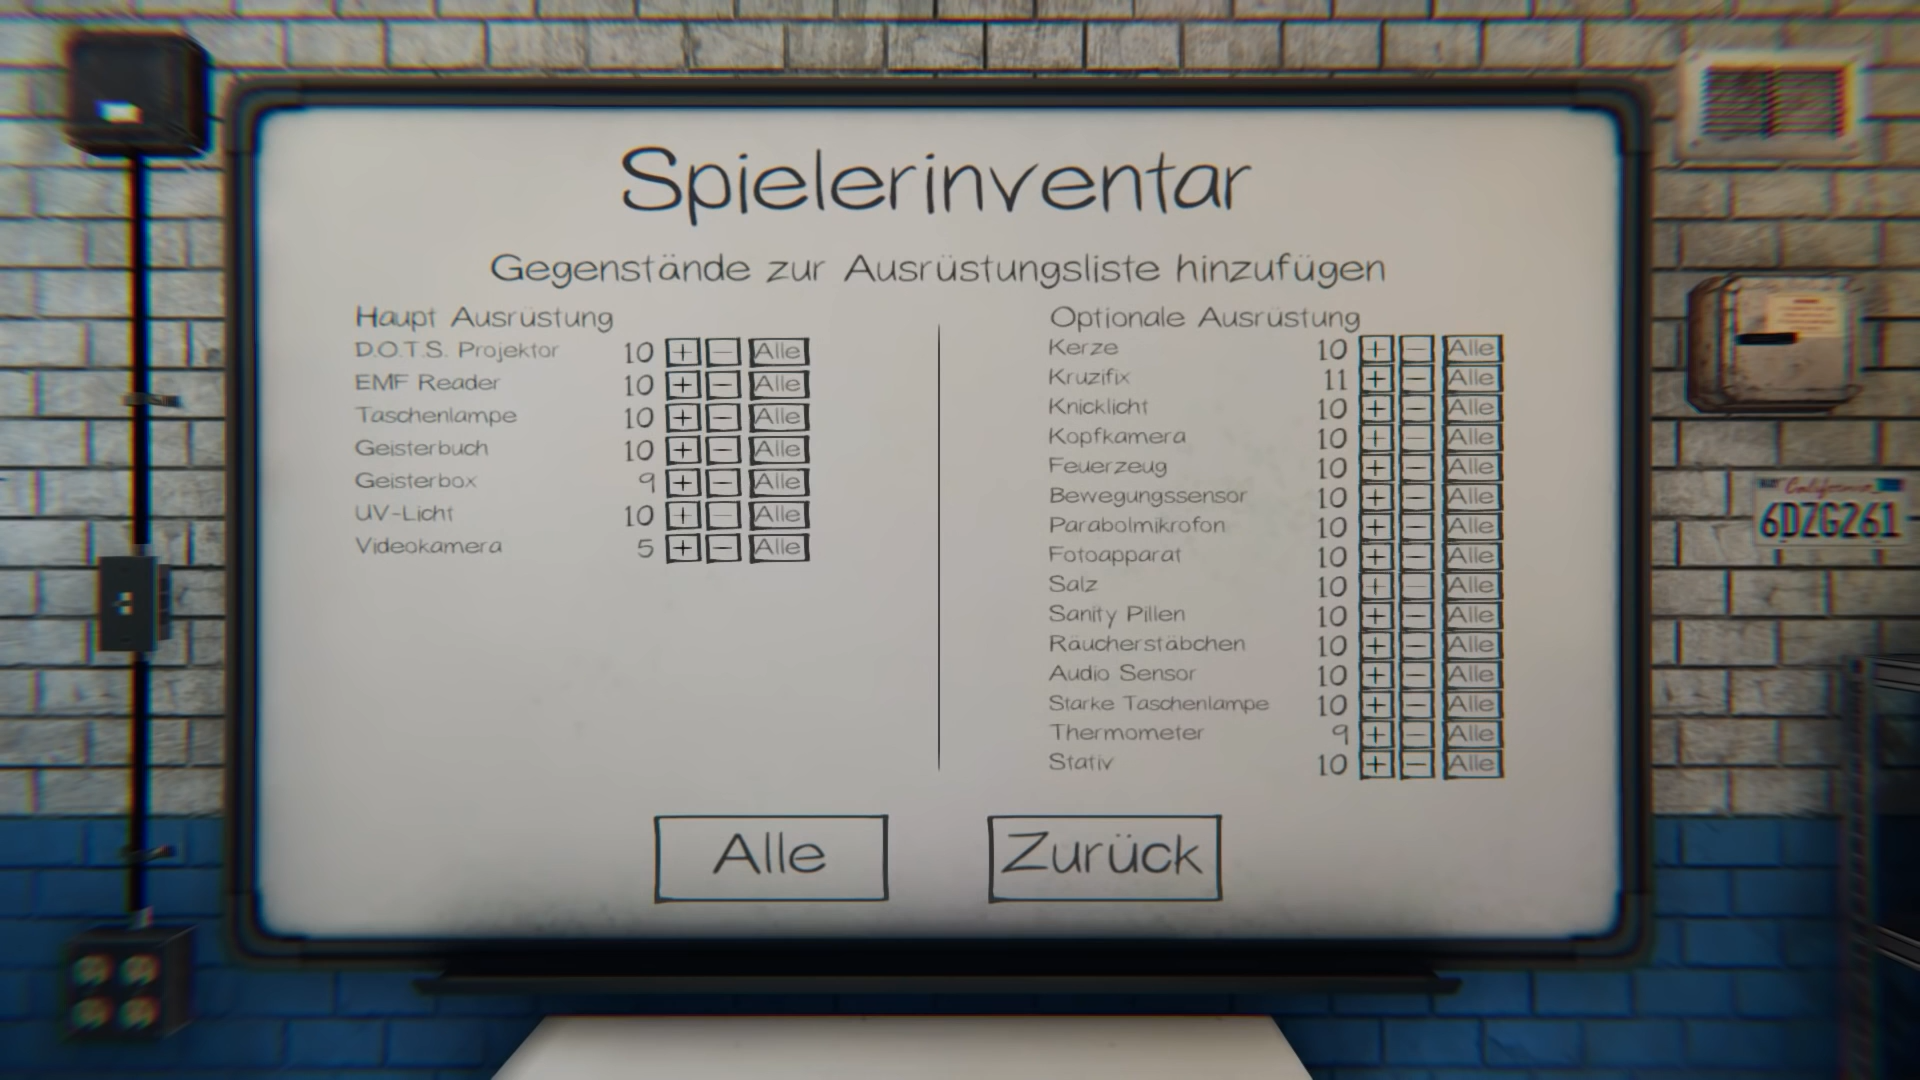 Spielerinventar
Gegenstände zur Ausrüstungsliste hinzufügen
Haupt Ausrüstung
D.O.T.S. Projektor 10 + - Alle
EMF Reader 10 + - Alle
Taschenlampe 10 + - Alle
Geisterbuch 10 + - Alle
Geisterbox 9 + - Alle
UV-Licht 10 + - Alle
Videokamera 5 + - Alle
Optionale Ausrüstung
Kerze 10 + - Alle
Kruzifix 11 + - Alle
Knicklicht 10 + - Alle
Kopfkamera 10 + - Alle
Feuerzeug 10 + - Alle
Bewegungssensor 10 + - Alle
Parabolmikrofon 10 + - Alle
Fotoapparat 10 + - Alle
Salz 10 + - Alle
Sanity Pillen 10 + - Alle
Räucherstäbchen 10 + - Alle
Audio Sensor 10 + - Alle
Starke Taschenlampe 10 + - Alle
Thermometer 9 + - Alle
Stativ 10 + - Alle
Alle
Zurück
California
6DZG261